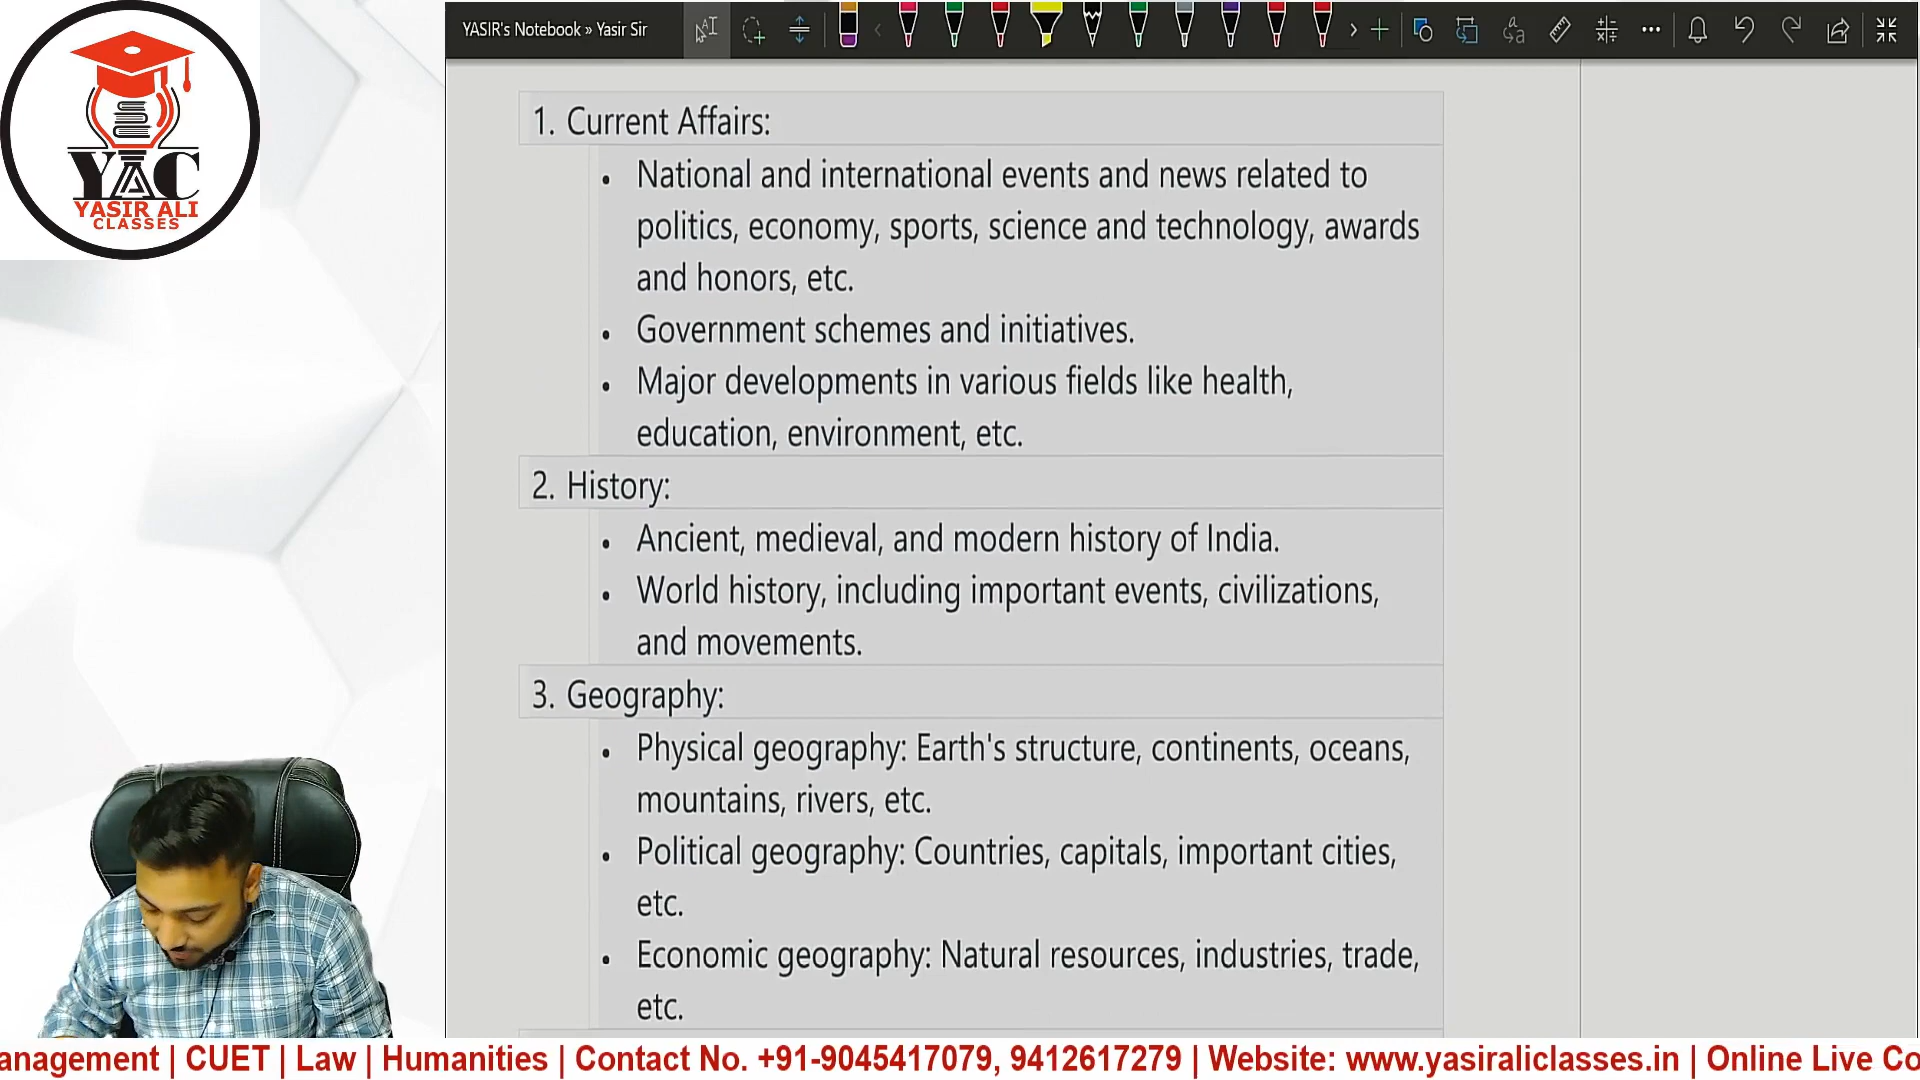 YASIR's Notebook » Yasir Sir
YAC
YASIR ALI
CLASSES
1. Current Affairs:
• National and international events and news related to
politics, economy, sports, science and technology, awards
and honors, etc.
• Government schemes and initiatives.
• Major developments in various fields like health,
education, environment, etc.
2. History:
• Ancient, medieval, and modern history of India.
• World history, including important events, civilizations,
and movements.
3. Geography:
• Physical geography: Earth's structure, continents, oceans,
mountains, rivers, etc.
• Political geography: Countries, capitals, important cities,
etc.
• Economic geography: Natural resources, industries, trade,
etc.
anagement | CUET | Law | Humanities | Contact No. +91-9045417079, 9412617279 | Website: www.yasiraliclasses.in | Online Live Co